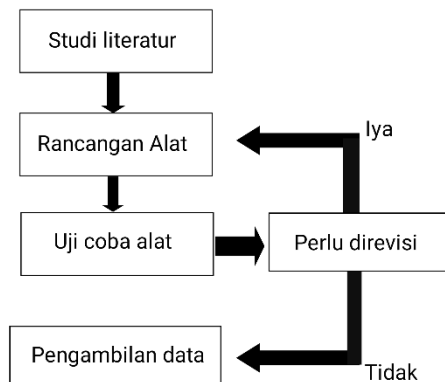 Studi literatur
Rancangan Alat
Iya
Uji coba alat
Perlu direvisi
Pengambilan data
Tidak